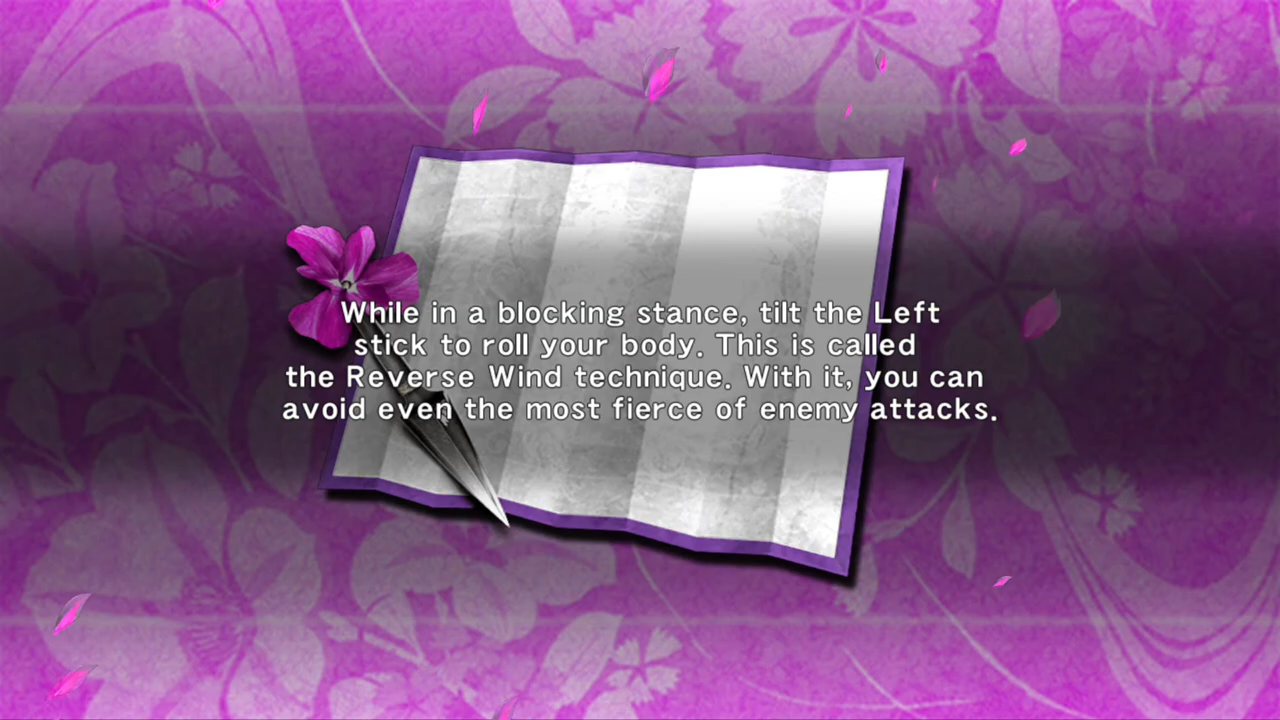 While in a blocking stance, tilt the Left
stick to roll your body. This is called
the Reverse Wind technique. With it, you can
avoid even the most fierce of enemy attacks.